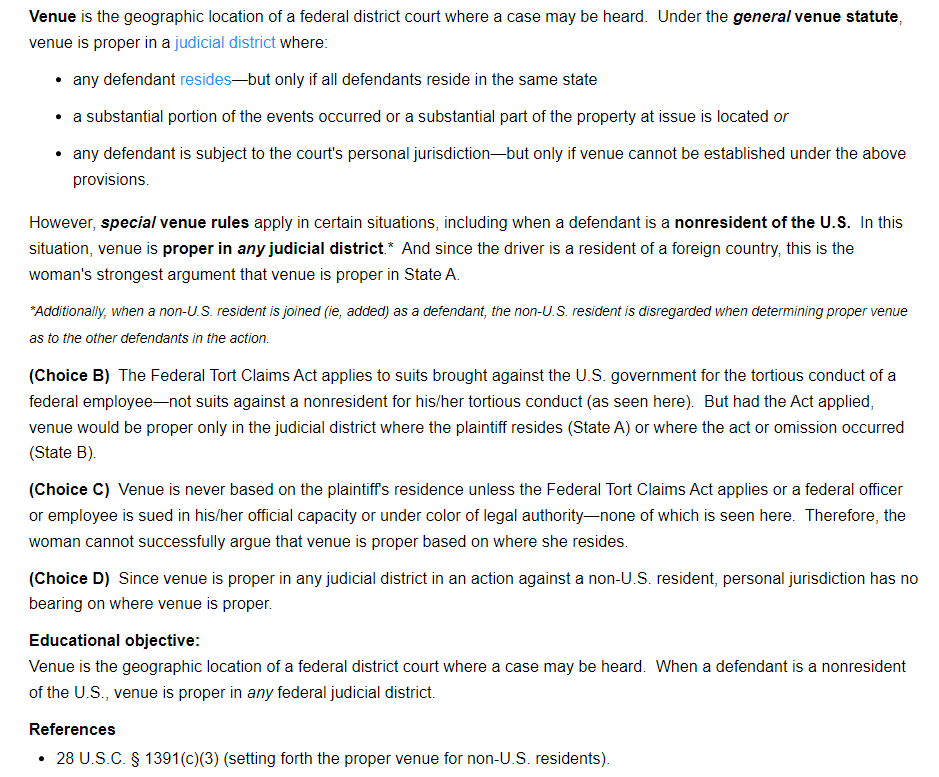 Venue is the geographic location of a federal district court where a case may be heard.  Under the general venue statute,
venue is proper in a judicial district where:
• any defendant resides—but only if all defendants reside in the same state
• a substantial portion of the events occurred or a substantial part of the property at issue is located or
• any defendant is subject to the court's personal jurisdiction—but only if venue cannot be established under the above
provisions.
However, special venue rules apply in certain situations, including when a defendant is a nonresident of the U.S.  In this
situation, venue is proper in any judicial district.*  And since the driver is a resident of a foreign country, this is the
woman's strongest argument that venue is proper in State A.
*Additionally, when a non-U.S. resident is joined (ie, added) as a defendant, the non-U.S. resident is disregarded when determining proper venue
as to the other defendants in the action.
(Choice B)  The Federal Tort Claims Act applies to suits brought against the U.S. government for the tortious conduct of a
federal employee—not suits against a nonresident for his/her tortious conduct (as seen here).  But had the Act applied,
venue would be proper only in the judicial district where the plaintiff resides (State A) or where the act or omission occurred
(State B).
(Choice C)  Venue is never based on the plaintiff's residence unless the Federal Tort Claims Act applies or a federal officer
or employee is sued in his/her official capacity or under color of legal authority—none of which is seen here.  Therefore, the
woman cannot successfully argue that venue is proper based on where she resides.
(Choice D)  Since venue is proper in any judicial district in an action against a non-U.S. resident, personal jurisdiction has no
bearing on where venue is proper.
Educational objective:
Venue is the geographic location of a federal district court where a case may be heard.  When a defendant is a nonresident
of the U.S., venue is proper in any federal judicial district.
References
• 28 U.S.C. § 1391(c)(3) (setting forth the proper venue for non-U.S. residents).